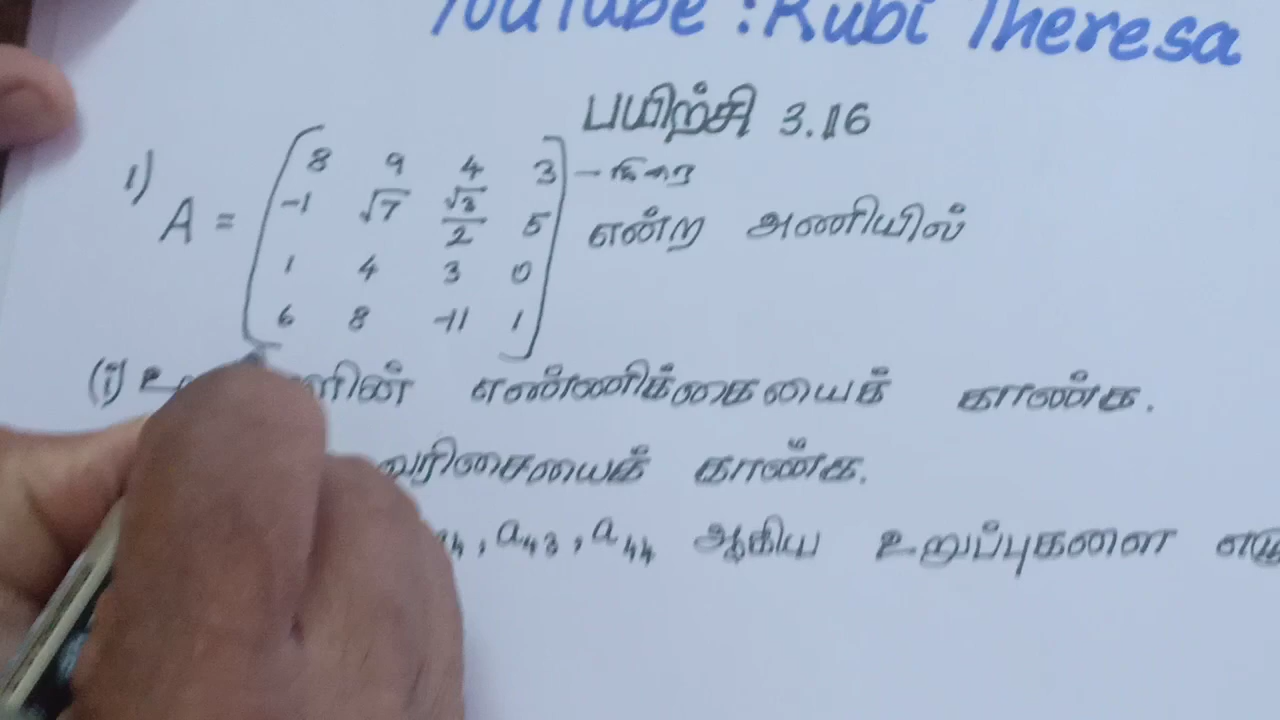 YouTube : Rubi Theresa
பயிற்சி 3.16
1) A = [ 8 9 4 3 ] – நிரை
-1 √7 √3/2 5 என்ற அணியில்
1 4 3 0
6 8 -11 1
(i) எண்ணிக்கையைக் காண்க.
வரிசையைக் காண்க.
, a₄₃, a₄₄ ஆகிய உறுப்புகளை